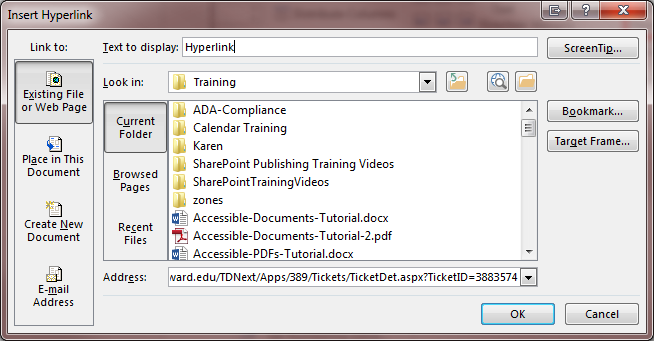 Insert Hyperlink
Link to:
Text to display: Hyperlink
ScreenTip...
Existing File
or Web Page
Place in This
Document
Create New
Document
E-mail
Address
Look in: Training
Current
Folder
Browsed
Pages
Recent
Files
ADA-Compliance
Calendar Training
Karen
SharePoint Publishing Training Videos
SharePointTrainingVideos
zones
Accessible-Documents-Tutorial.docx
Accessible-Documents-Tutorial-2.pdf
Accessible-PDFs-Tutorial.docx
Bookmark...
Target Frame...
Address: ward.edu/TDNext/Apps/389/Tickets/TicketDet.aspx?TicketID=3883574
OK
Cancel